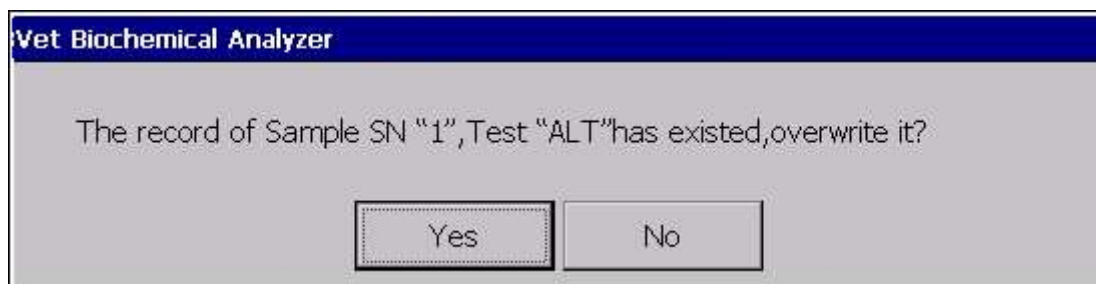 Vet Biochemical Analyzer
The record of Sample SN “1”,Test “ALT”has existed,overwrite it?
Yes
No